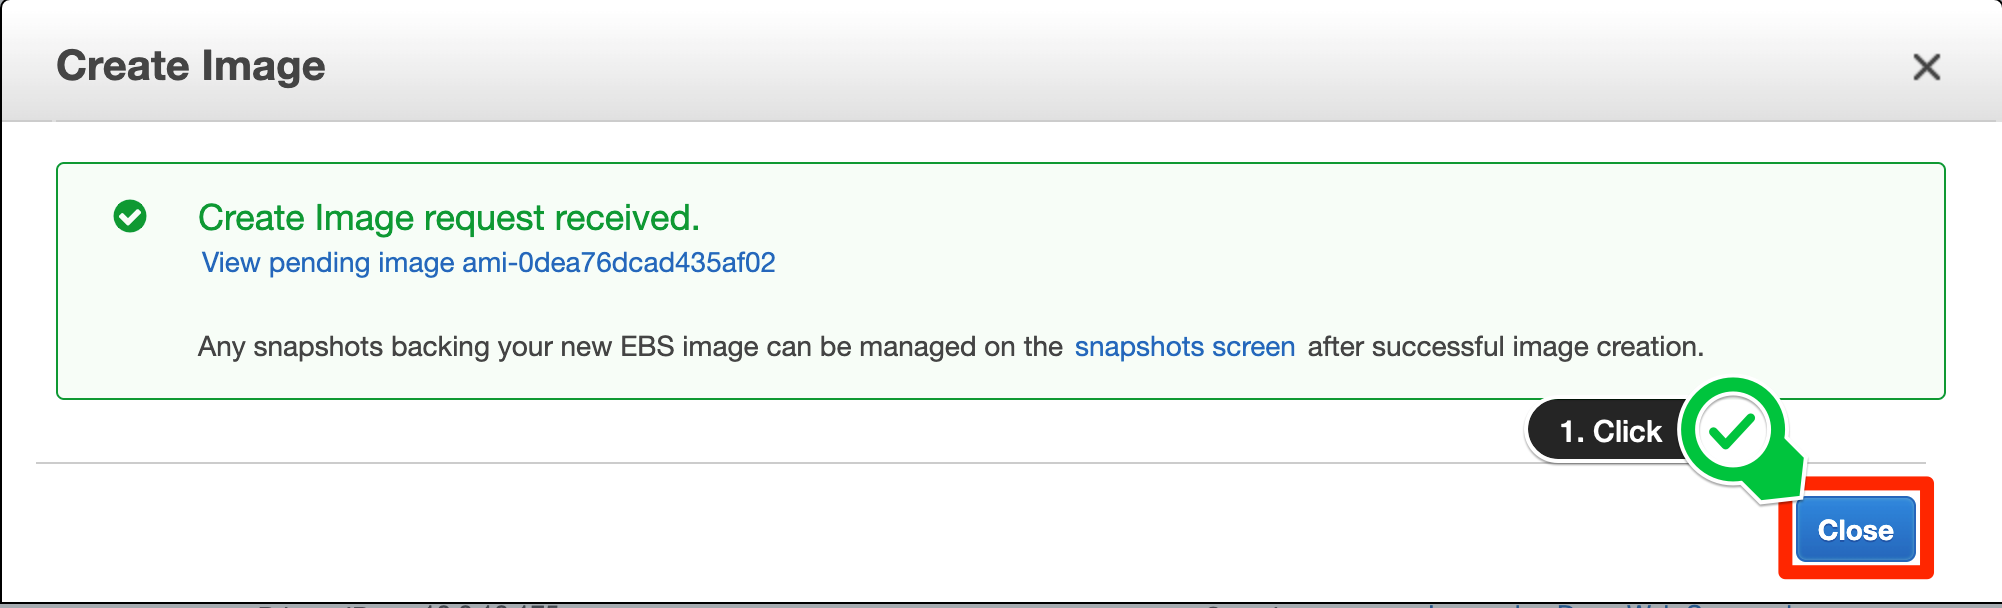 Create Image
Create Image request received.
View pending image ami-0dea76dcad435af02
Any snapshots backing your new EBS image can be managed on the snapshots screen after successful image creation.
1. Click
Close